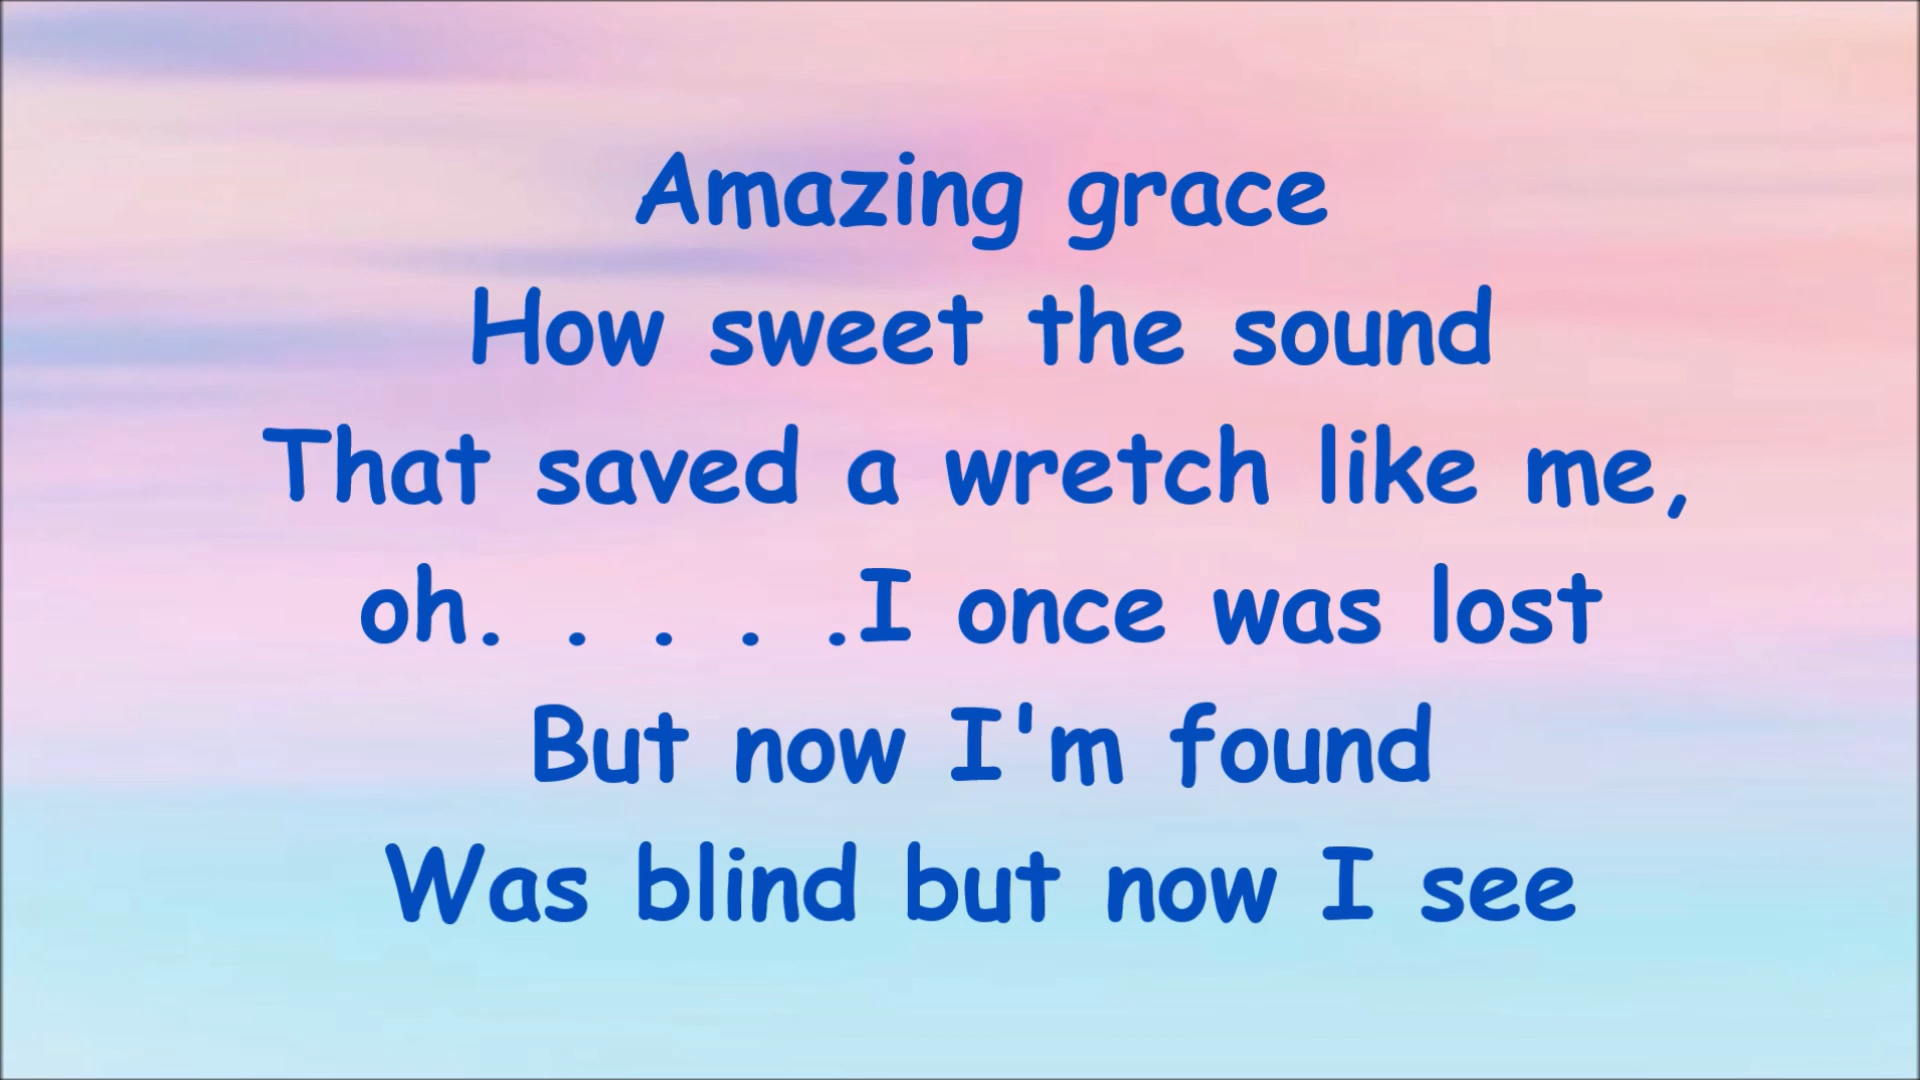 Amazing grace
How sweet the sound
That saved a wretch like me,
oh. . . . .I once was lost
But now I'm found
Was blind but now I see